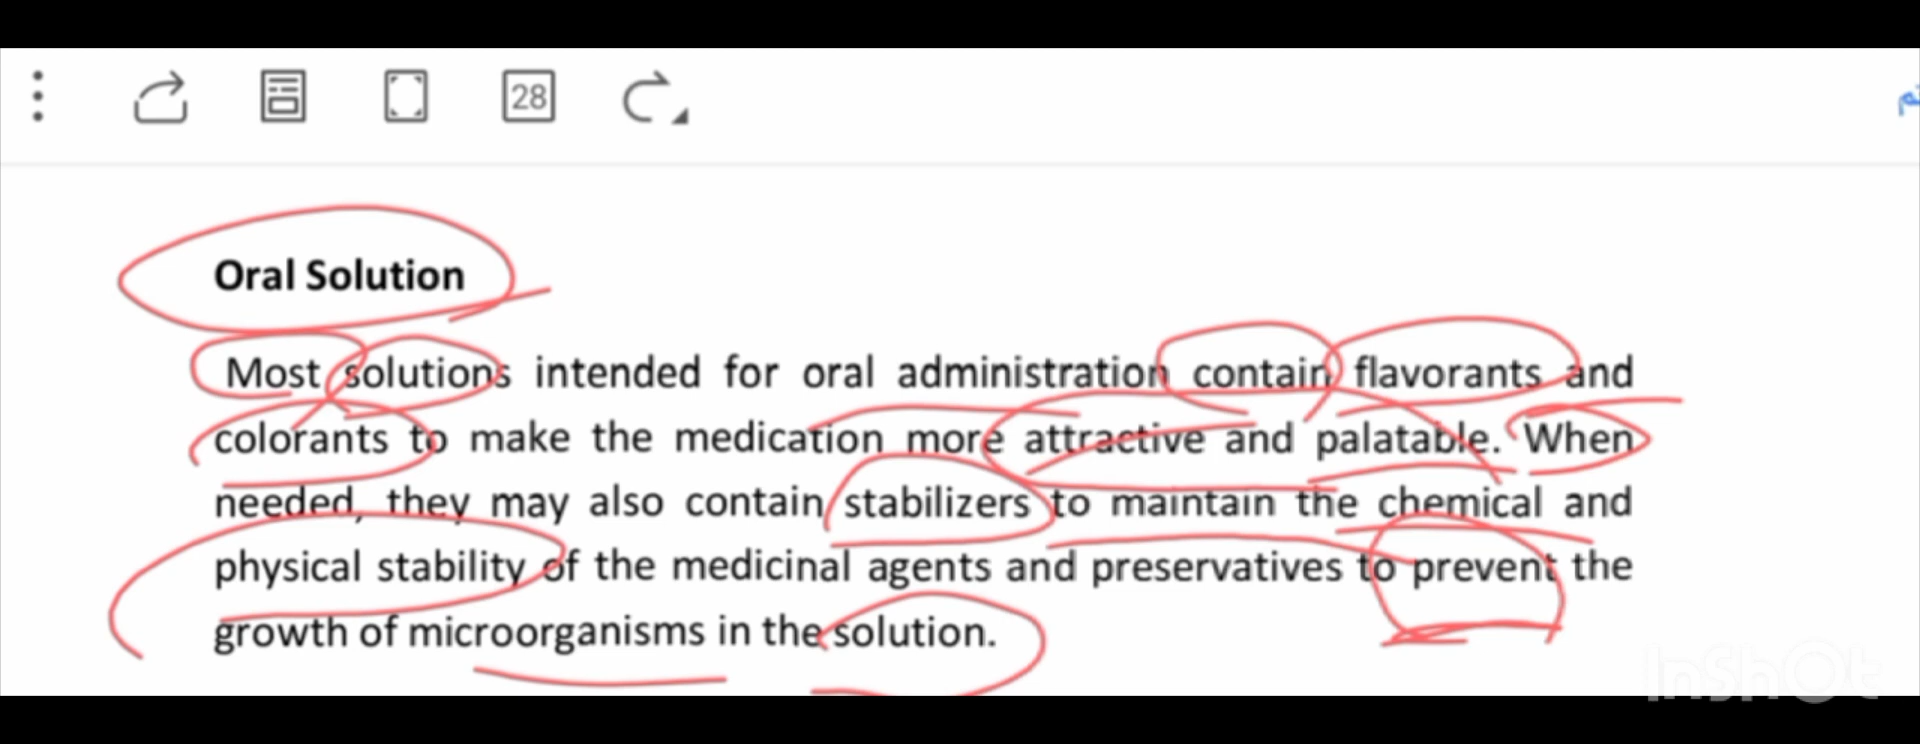 28
Oral Solution
Most solutions intended for oral administration contain flavorants and
colorants to make the medication more attractive and palatable. When
needed, they may also contain stabilizers to maintain the chemical and
physical stability of the medicinal agents and preservatives to prevent the
growth of microorganisms in the solution.
InShOt